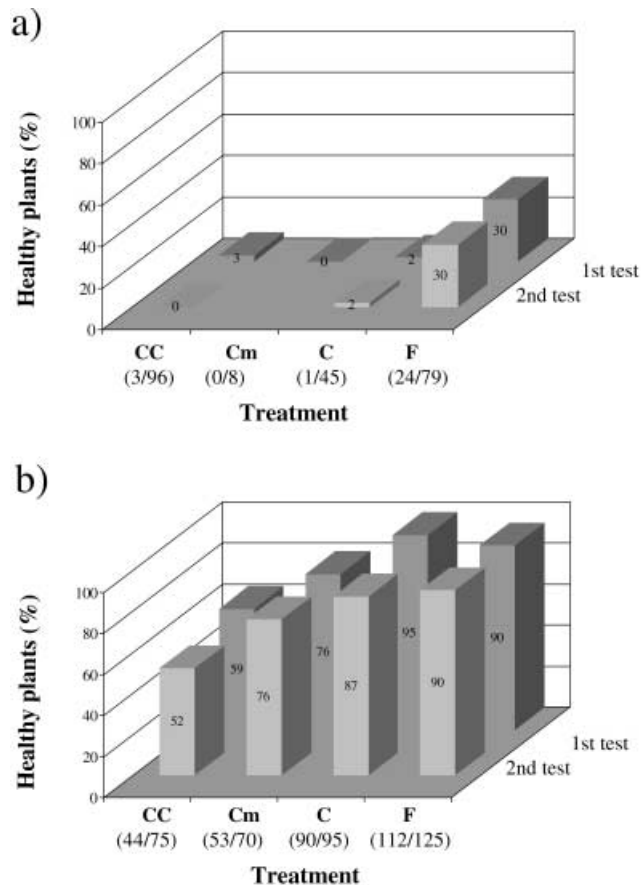 a)
Healthy plants (%)
100
80
60
40
20
0
3
0
2
30
0
2
30
1st test
2nd test
CC Cm C F
(3/96) (0/8) (1/45) (24/79)
Treatment
b)
Healthy plants (%)
100
80
60
40
20
0
59
76
95
90
52
76
87
90
1st test
2nd test
CC Cm C F
(44/75) (53/70) (90/95) (112/125)
Treatment